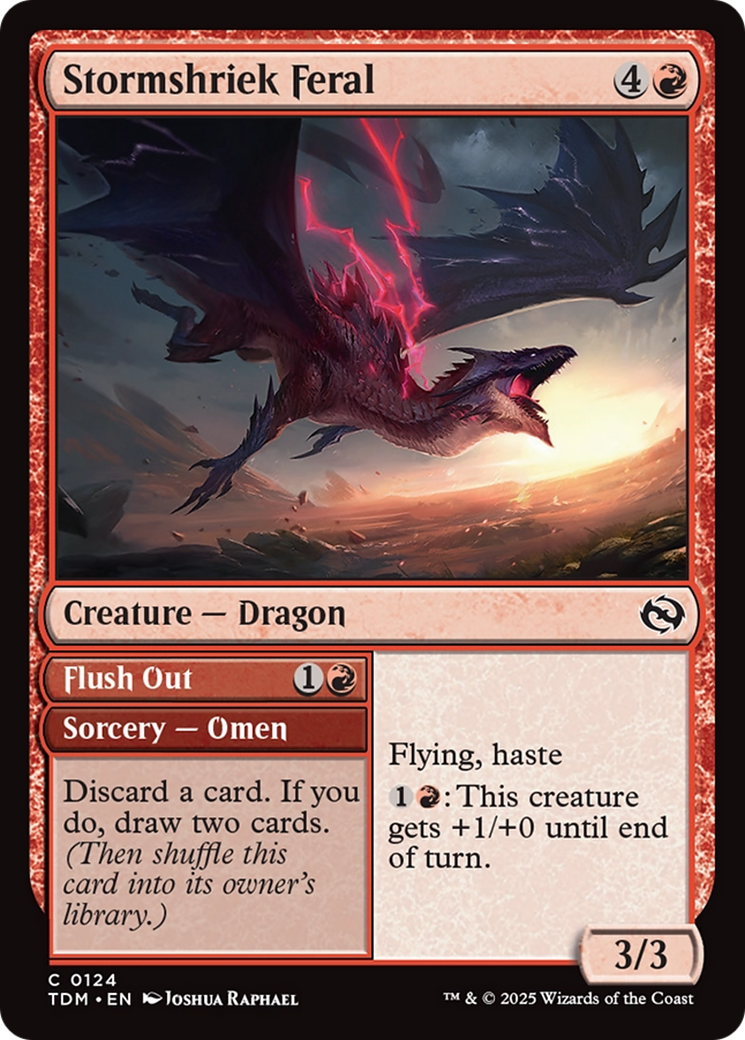 Stormshriek Feral 4
Creature — Dragon
Flush Out 1
Sorcery — Omen
Discard a card. If you
do, draw two cards.
(Then shuffle this
card into its owner's
library.)
Flying, haste
1: This creature
gets +1/+0 until end
of turn.
3/3
C 0124
TDM • EN Joshua Raphael
™ & © 2025 Wizards of the Coast